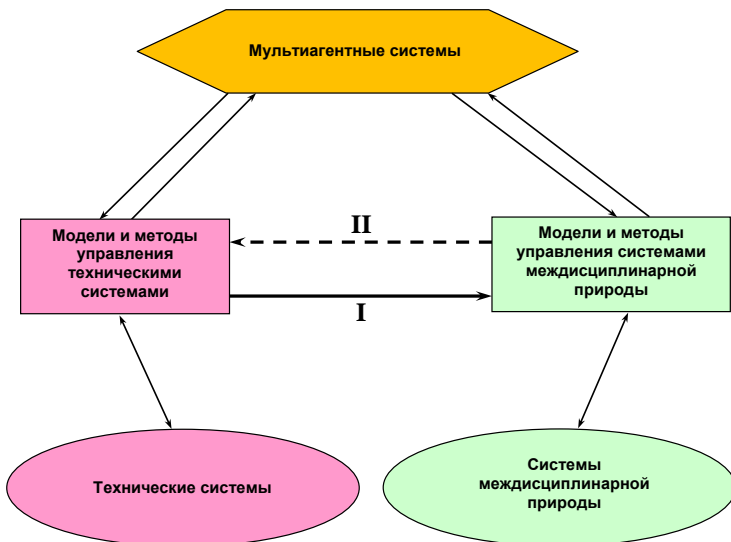 Мультиагентные системы
Модели и методы
управления
техническими
системами
II
I
Модели и методы
управления системами
междисциплинарной
природы
Технические системы
Системы
междисциплинарной
природы